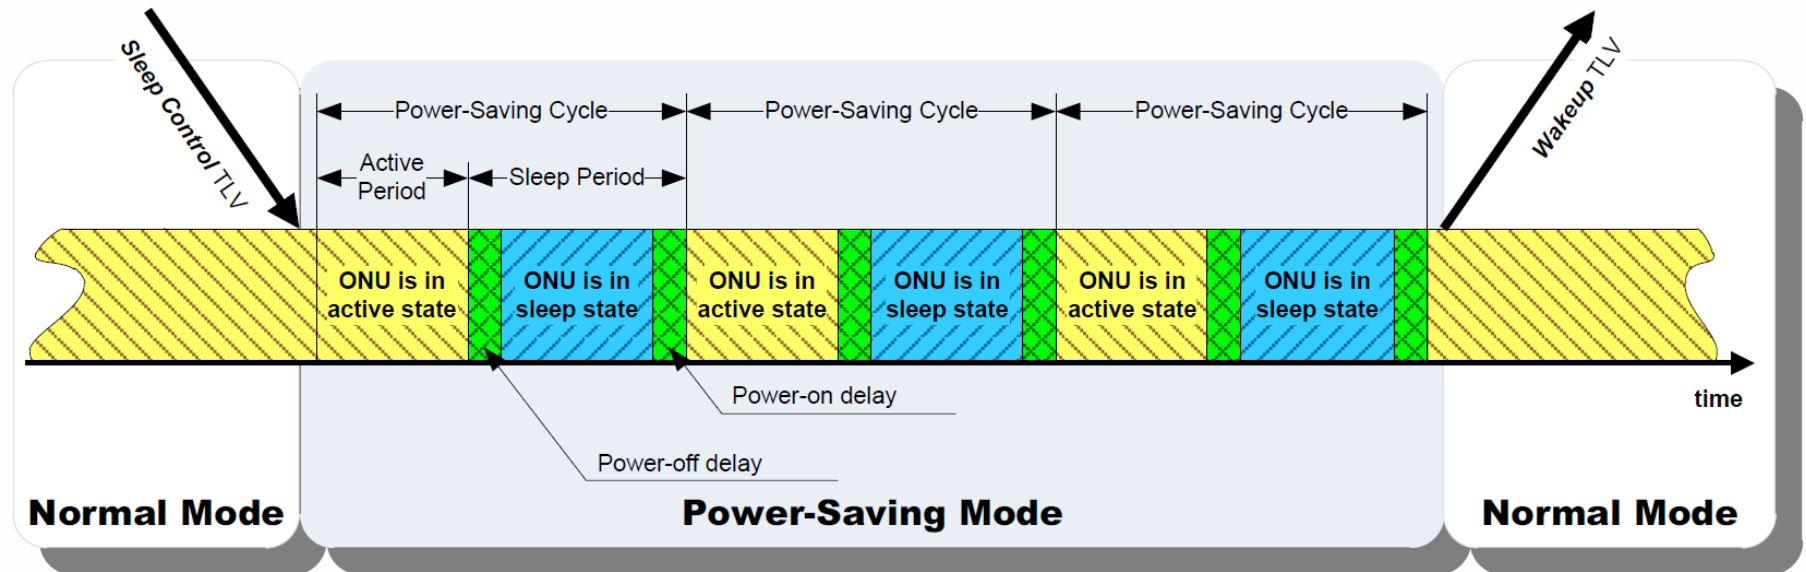 Sleep Control TLV
Wakeup TLV
Power-Saving Cycle
Power-Saving Cycle
Power-Saving Cycle
Active
Period
Sleep Period
ONU is in
active state
ONU is in
sleep state
ONU is in
active state
ONU is in
sleep state
ONU is in
active state
ONU is in
sleep state
Power-on delay
time
Power-off delay
Normal Mode
Power-Saving Mode
Normal Mode